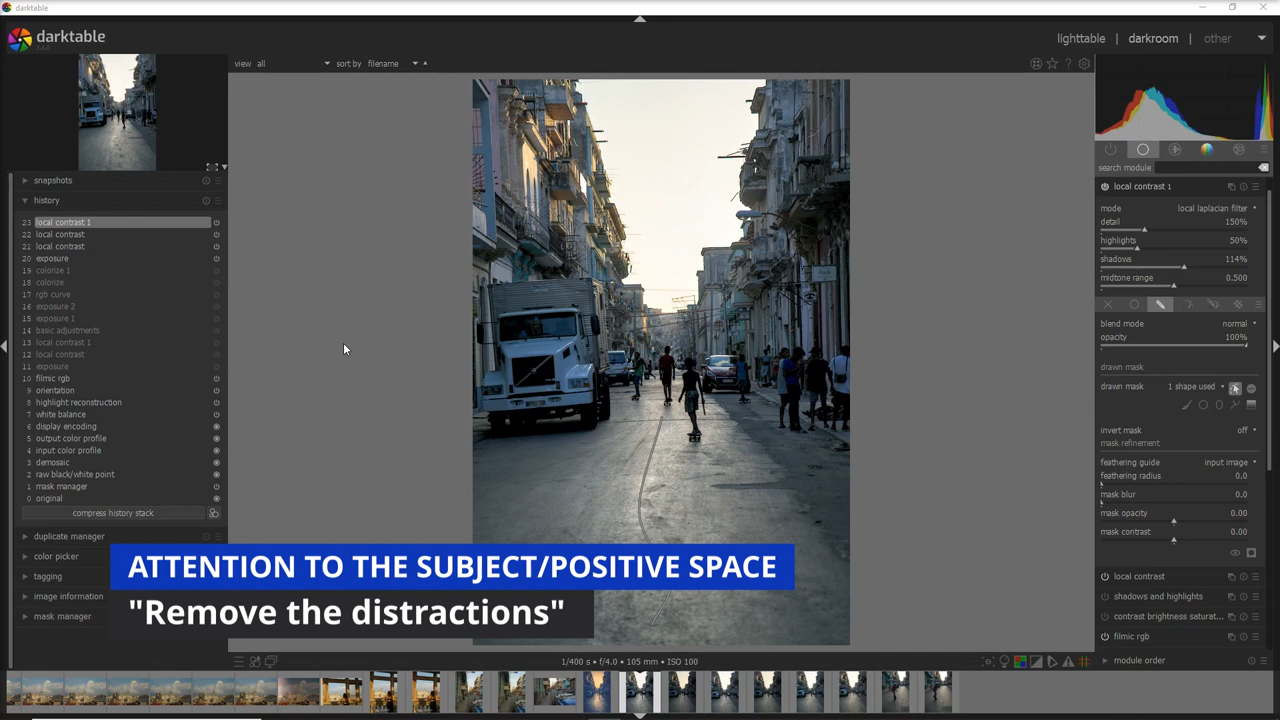 darktable
darktable
3.4.0
lighttable | darkroom | other
view all sort by filename
snapshots
history
23 local contrast 1
22 local contrast
21 local contrast
20 exposure
19 colorize 1
18 colorize
17 rgb curve
16 exposure 2
15 exposure 1
14 basic adjustments
13 local contrast 1
12 local contrast
11 exposure
10 filmic rgb
9 orientation
8 highlight reconstruction
7 white balance
6 display encoding
5 output color profile
4 input color profile
3 demosaic
2 raw black/white point
1 mask manager
0 original
compress history stack
duplicate manager
color picker
tagging
image information
mask manager
ATTENTION TO THE SUBJECT/POSITIVE SPACE
"Remove the distractions"
1/400 s • f/4.0 • 105 mm • ISO 100
search module
local contrast 1
mode local laplacian filter
detail 150%
highlights 50%
shadows 114%
midtone range 0.500
blend mode normal
opacity 100%
drawn mask
drawn mask 1 shape used
invert mask off
mask refinement
feathering guide input image
feathering radius 0.0
mask blur 0.0
mask opacity 0.00
mask contrast 0.00
local contrast
shadows and highlights
contrast brightness saturat...
filmic rgb
module order